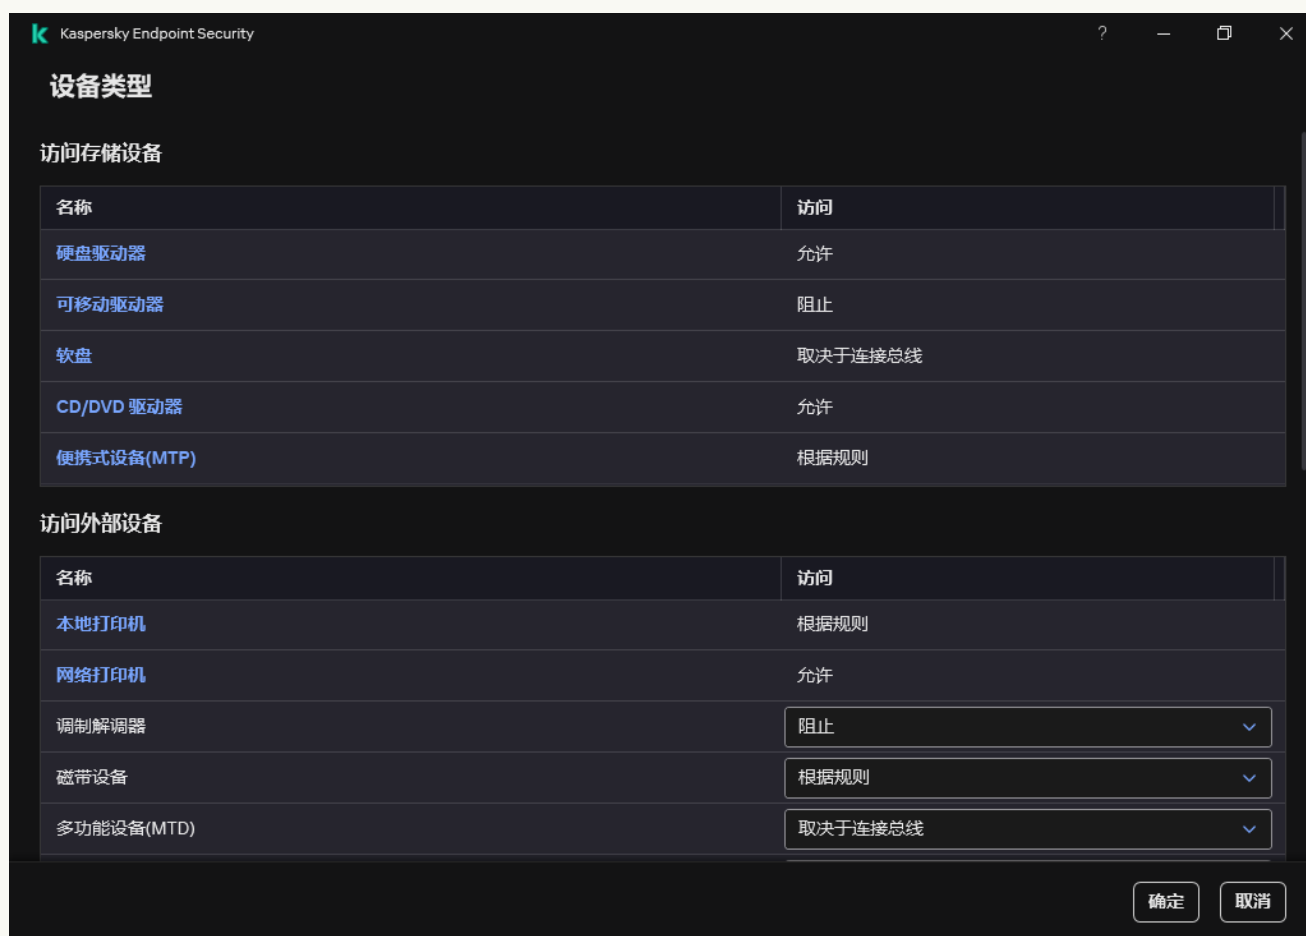 Kaspersky Endpoint Security ?
设备类型
访问存储设备
名称 访问
硬盘驱动器 允许
可移动驱动器 阻止
软盘 取决于连接总线
CD/DVD 驱动器 允许
便携式设备(MTP) 根据规则
访问外部设备
名称 访问
本地打印机 根据规则
网络打印机 允许
调制解调器 阻止
磁带设备 根据规则
多功能设备(MTD) 取决于连接总线
确定 取消